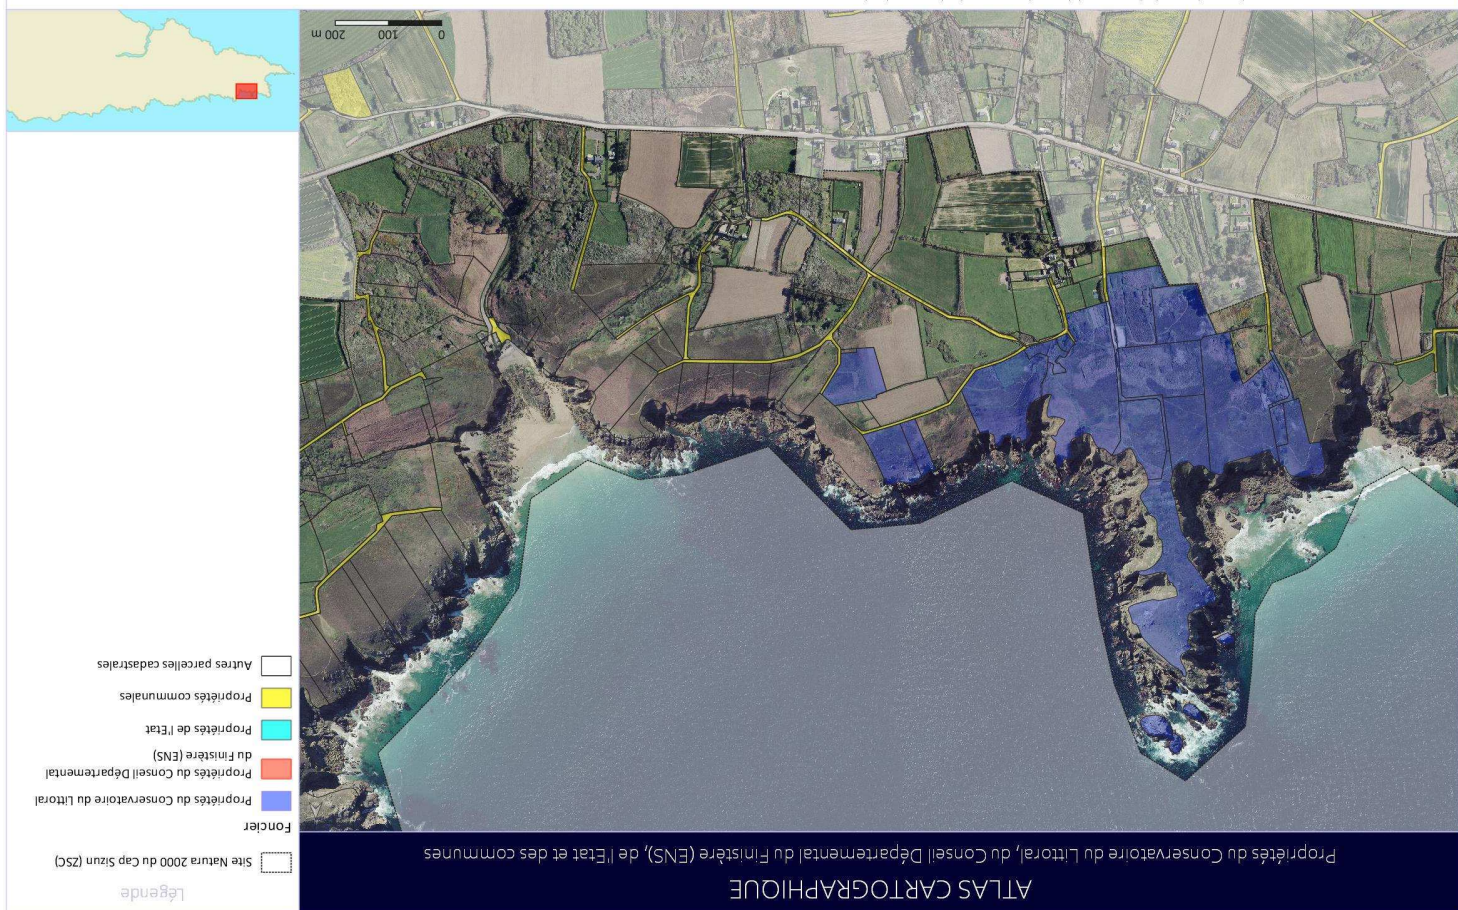 ATLAS CARTOGRAPHIQUE
Propriétés du Conservatoire du Littoral, du Conseil Départemental du Finistère (ENS), de l'Etat et des communes
Légende
Site Natura 2000 du Cap Sizun (ZSC)
Foncier
Propriétés du Conservatoire du Littoral
Propriétés du Conseil Départemental
du Finistère (ENS)
Propriétés de l'Etat
Propriétés communales
Autres parcelles cadastrales
0 100 200 m